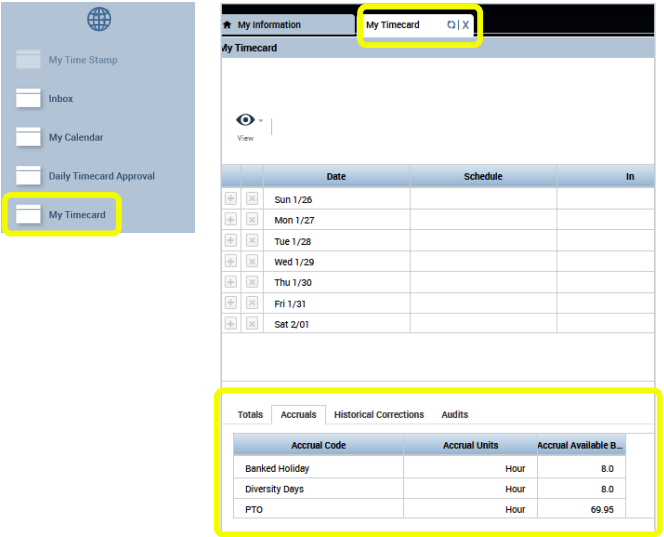 My Time Stamp
Inbox
My Calendar
Daily Timecard Approval
My Timecard
My Information
My Timecard
X
My Timecard
View
Date Schedule In
Sun 1/26
Mon 1/27
Tue 1/28
Wed 1/29
Thu 1/30
Fri 1/31
Sat 2/01
Totals Accruals Historical Corrections Audits
Accrual Code Accrual Units Accrual Available B...
Banked Holiday Hour 8.0
Diversity Days Hour 8.0
PTO Hour 69.95